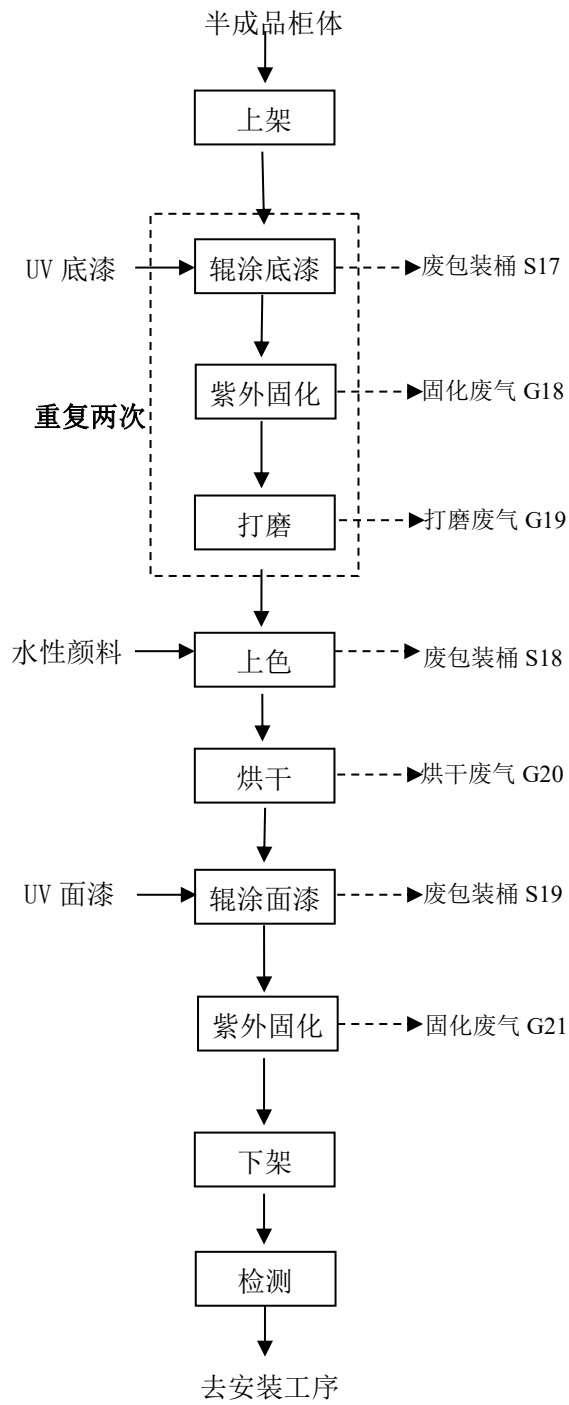 半成品柜体
上架
UV 底漆
辊涂底漆
废包装桶 S17
紫外固化
固化废气 G18
重复两次
打磨
打磨废气 G19
水性颜料
上色
废包装桶 S18
烘干
烘干废气 G20
UV 面漆
辊涂面漆
废包装桶 S19
紫外固化
固化废气 G21
下架
检测
去安装工序